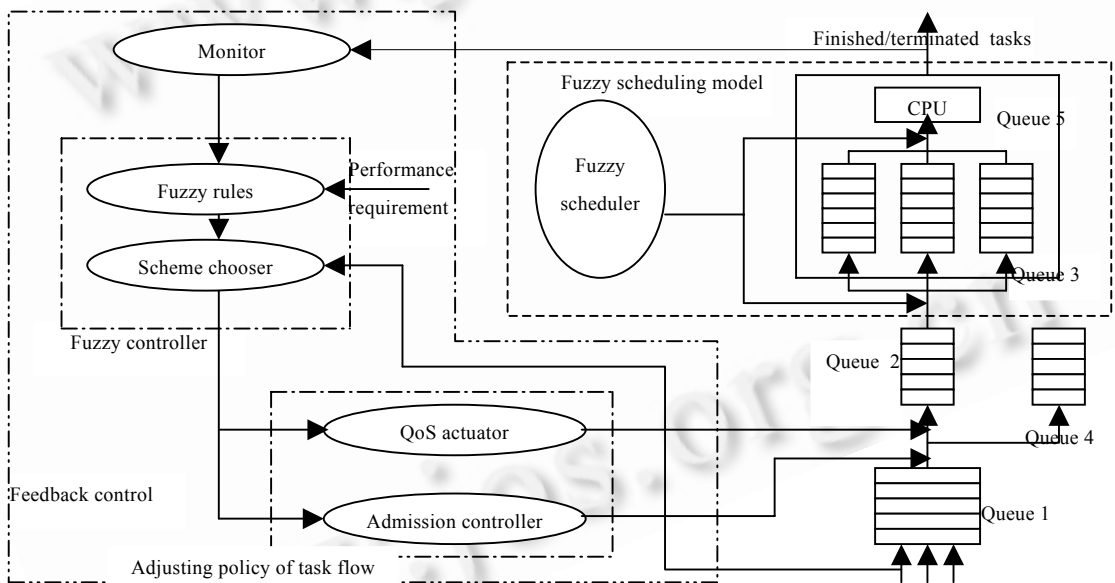 Finished/terminated tasks
Monitor
Fuzzy scheduling model
CPU
Queue 5
Fuzzy
scheduler
Performance
requirement
Fuzzy rules
Scheme chooser
Queue 3
Fuzzy controller
Queue 2
QoS actuator
Queue 4
Feedback control
Admission controller
Queue 1
Adjusting policy of task flow